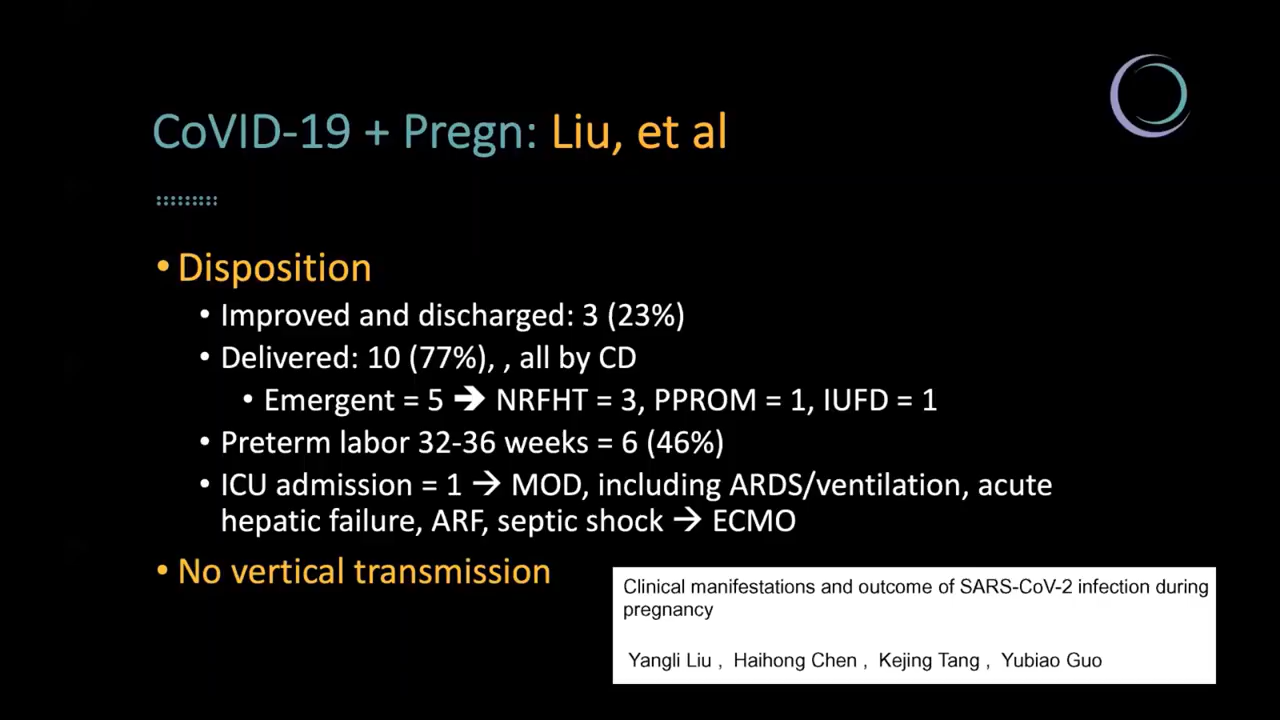 CoVID-19 + Pregn: Liu, et al
• Disposition
• Improved and discharged: 3 (23%)
• Delivered: 10 (77%), , all by CD
• Emergent = 5 🡪 NRFHT = 3, PPROM = 1, IUFD = 1
• Preterm labor 32-36 weeks = 6 (46%)
• ICU admission = 1 → MOD, including ARDS/ventilation, acute
hepatic failure, ARF, septic shock → ECMO
• No vertical transmission
Clinical manifestations and outcome of SARS-CoV-2 infection during
pregnancy
Yangli Liu , Haihong Chen , Kejing Tang , Yubiao Guo